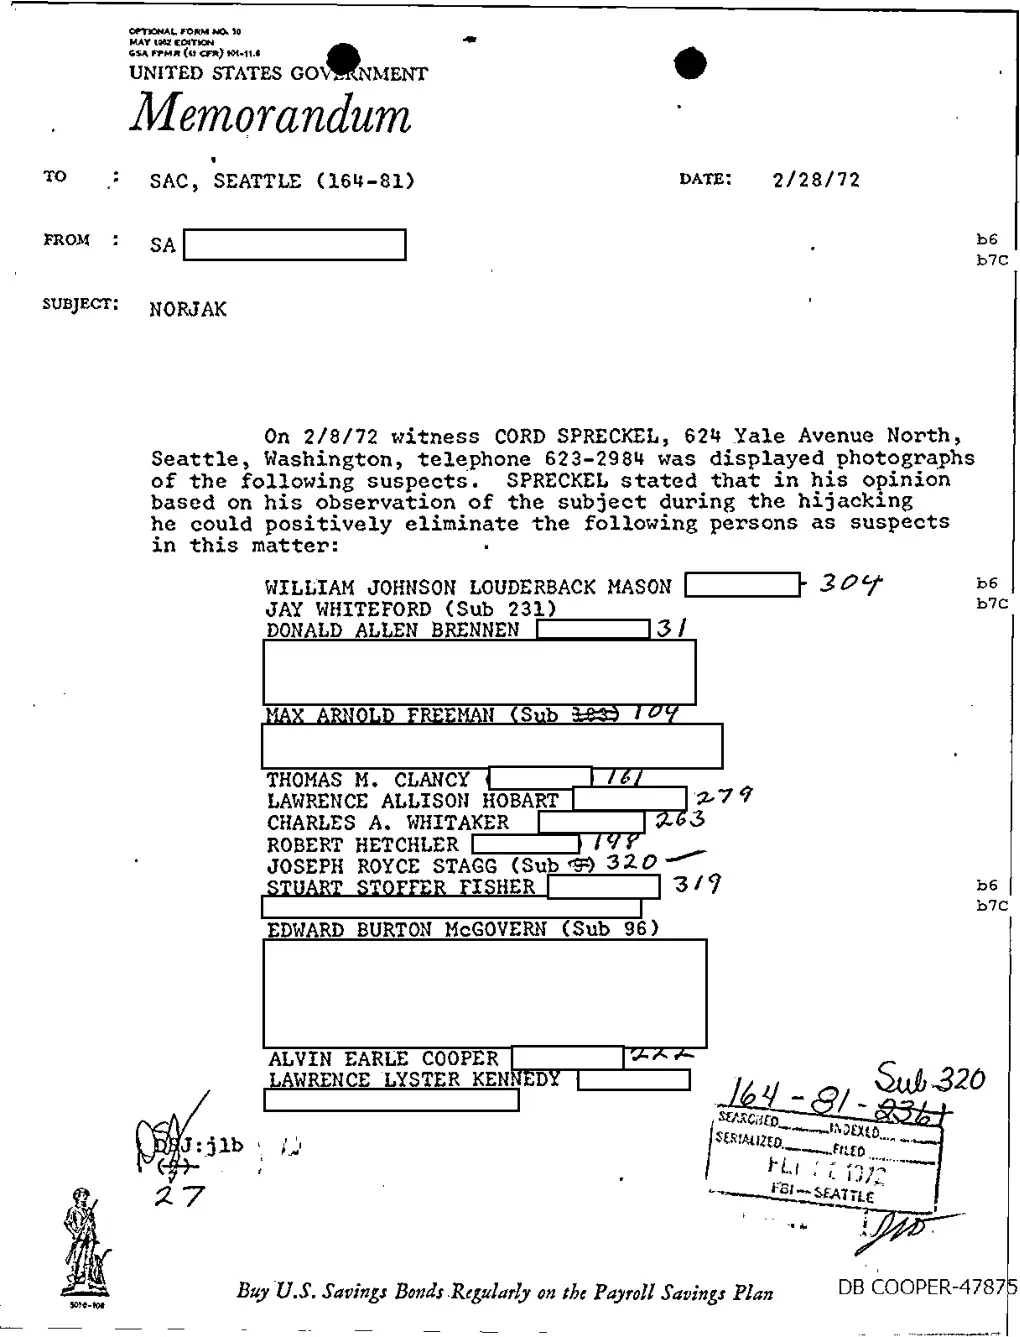 OPTIONAL FORM NO. 10
MAY 1962 EDITION
GSA FPMR (41 CFR) 101-11.6
UNITED STATES GOVERNMENT
Memorandum
TO : SAC, SEATTLE (164-81) DATE: 2/28/72
FROM : SA b6
b7C
SUBJECT: NORJAK
On 2/8/72 witness CORD SPRECKEL, 624 Yale Avenue North,
Seattle, Washington, telephone 623-2984 was displayed photographs
of the following suspects. SPRECKEL stated that in his opinion
based on his observation of the subject during the hijacking
he could positively eliminate the following persons as suspects
in this matter:
WILLIAM JOHNSON LOUDERBACK MASON - 304 b6
JAY WHITEFORD (Sub 231) b7C
DONALD ALLEN BRENNEN 31
MAX ARNOLD FREEMAN (Sub 183) 104
THOMAS M. CLANCY ( 161
LAWRENCE ALLISON HOBART 279
CHARLES A. WHITAKER 263
ROBERT HETCHLER 198
JOSEPH ROYCE STAGG (Sub 9) 320
STUART STOFFER FISHER 319 b6
b7C
EDWARD BURTON McGOVERN (Sub 96)
ALVIN EARLE COOPER 222
LAWRENCE LYSTER KENNEDY
Sub 320
164-81-2361
SEARCHED INDEXED
SERIALIZED FILED
1972
FBI - SEATTLE
DSJ:jlb
(2)
27
5010-108
Buy U.S. Savings Bonds Regularly on the Payroll Savings Plan
DB COOPER-47875